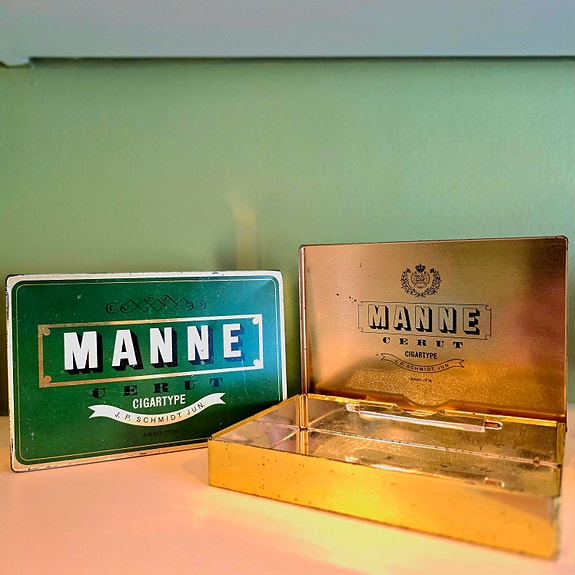 MANNE
CERUT
CIGARTYPE
J. P. SCHMIDT JUN.
MANNE
CERUT
CIGARTYPE
J. P. SCHMIDT JUN.